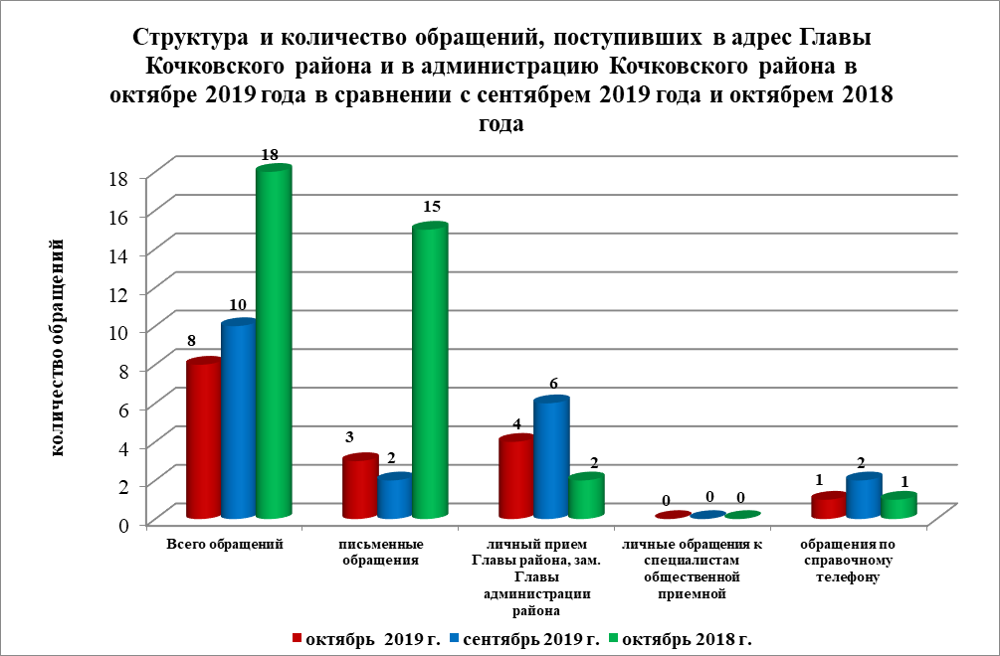 Структура и количество обращений, поступивших в адрес Главы
Кочковского района и в администрацию Кочковского района в
октябре 2019 года в сравнении с сентябрем 2019 года и октябрем 2018
года
количество обращений
18
16
14
12
10
8
6
4
2
0
8
10
18
3
2
15
4
6
2
0
0
0
1
2
1
Всего обращений
письменные
обращения
личный прием
Главы района, зам.
Главы
администрации
района
личные обращения к
специалистам
общественной
приемной
обращения по
справочному
телефону
октябрь 2019 г.
сентябрь 2019 г.
октябрь 2018 г.